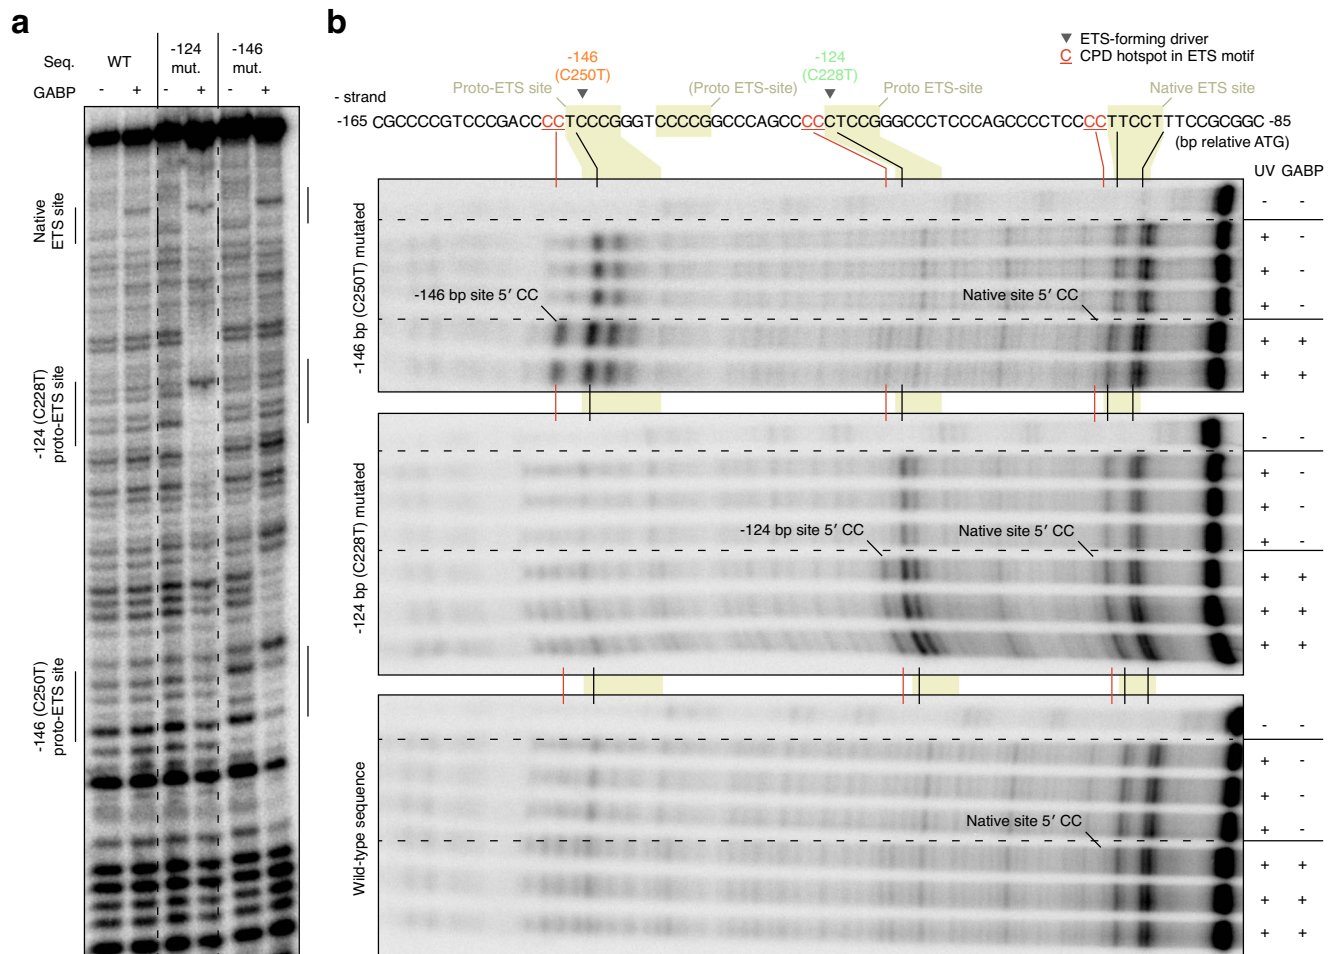 a
Seq.
WT
-124
mut.
-146
mut.
GABP
- + - + - +
Native
ETS site
-124 (C228T)
proto-ETS site
-146 (C250T)
proto-ETS site
b
ETS-forming driver
C CPD hotspot in ETS motif
-146
(C250T)
-124
(C228T)
Proto-ETS site
(Proto ETS-site)
Proto ETS-site
Native ETS site
- strand
-165 CGCCCCGTCCCGACCCCTCCCGGGTCCCCGGCCCAGCCCCCTCCGGGCCCTCCCAGCCCCTCCCCTTCCTTTCCGCGGC -85
(bp relative ATG)
UV GABP
-146 bp (C250T) mutated
- -
+ -
+ -
+ -
+ +
+ +
-146 bp site 5′ CC
Native site 5′ CC
-124 bp (C228T) mutated
- -
+ -
+ -
+ -
+ +
+ +
+ +
-124 bp site 5′ CC
Native site 5′ CC
Wild-type sequence
- -
+ -
+ -
+ -
+ +
+ +
+ +
Native site 5′ CC